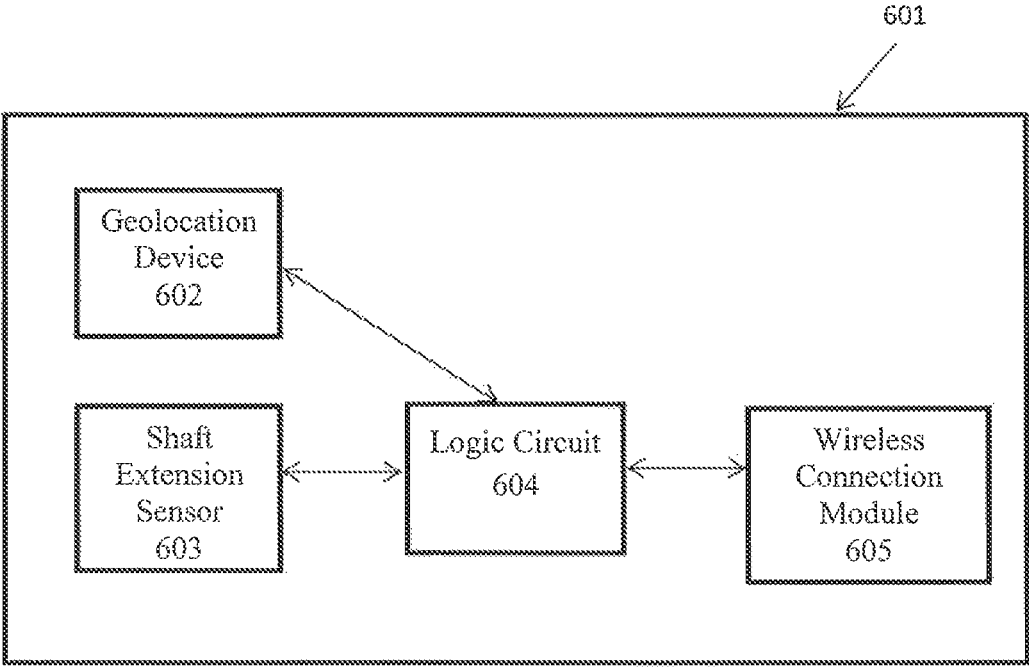 601
Geolocation
Device
602
Shaft
Extension
Sensor
603
Logic Circuit
604
Wireless
Connection
Module
605